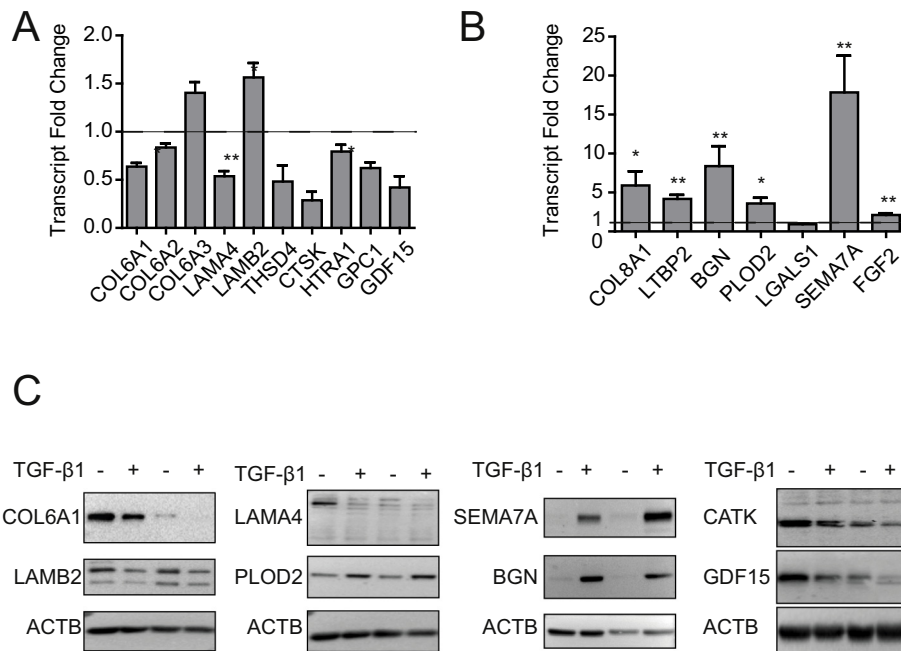 A
Transcript Fold Change
2.0
1.5
1.0
0.5
0.0
*
**
*
*
COL6A1
COL6A2
COL6A3
LAMA4
LAMB2
THSD4
CTSK
HTRA1
GPC1
GDF15
B
Transcript Fold Change
25
20
15
10
5
1
0
*
**
**
*
**
**
COL8A1
LTBP2
BGN
PLOD2
LGALS1
SEMA7A
FGF2
C
TGF-β1 - + - +
COL6A1
LAMB2
ACTB
TGF-β1 - + - +
LAMA4
PLOD2
ACTB
TGF-β1 - + - +
SEMA7A
BGN
ACTB
TGF-β1 - + - +
CATK
GDF15
ACTB